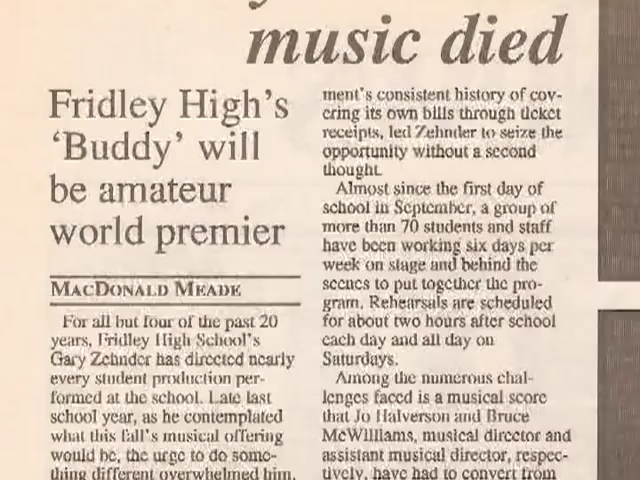 music died
Fridley High's
'Buddy' will
be amateur
world premier
MACDONALD MEADE
For all but four of the past 20
years, Fridley High School's
Gary Zehnder has directed nearly
every student production per-
formed at the school. Late last
school year, as he contemplated
what this fall's musical offering
would be, the urge to do some-
thing different overwhelmed him.
ment's consistent history of cov-
ering its own bills through ticket
receipts, led Zehnder to seize the
opportunity without a second
thought.
Almost since the first day of
school in September, a group of
more than 70 students and staff
have been working six days per
week on stage and behind the
scenes to put together the pro-
gram. Rehearsals are scheduled
for about two hours after school
each day and all day on
Saturdays.
Among the numerous chal-
lenges faced is a musical score
that Jo Halverson and Bruce
McWilliams, musical director and
assistant musical director, respec-
tively, have had to convert from